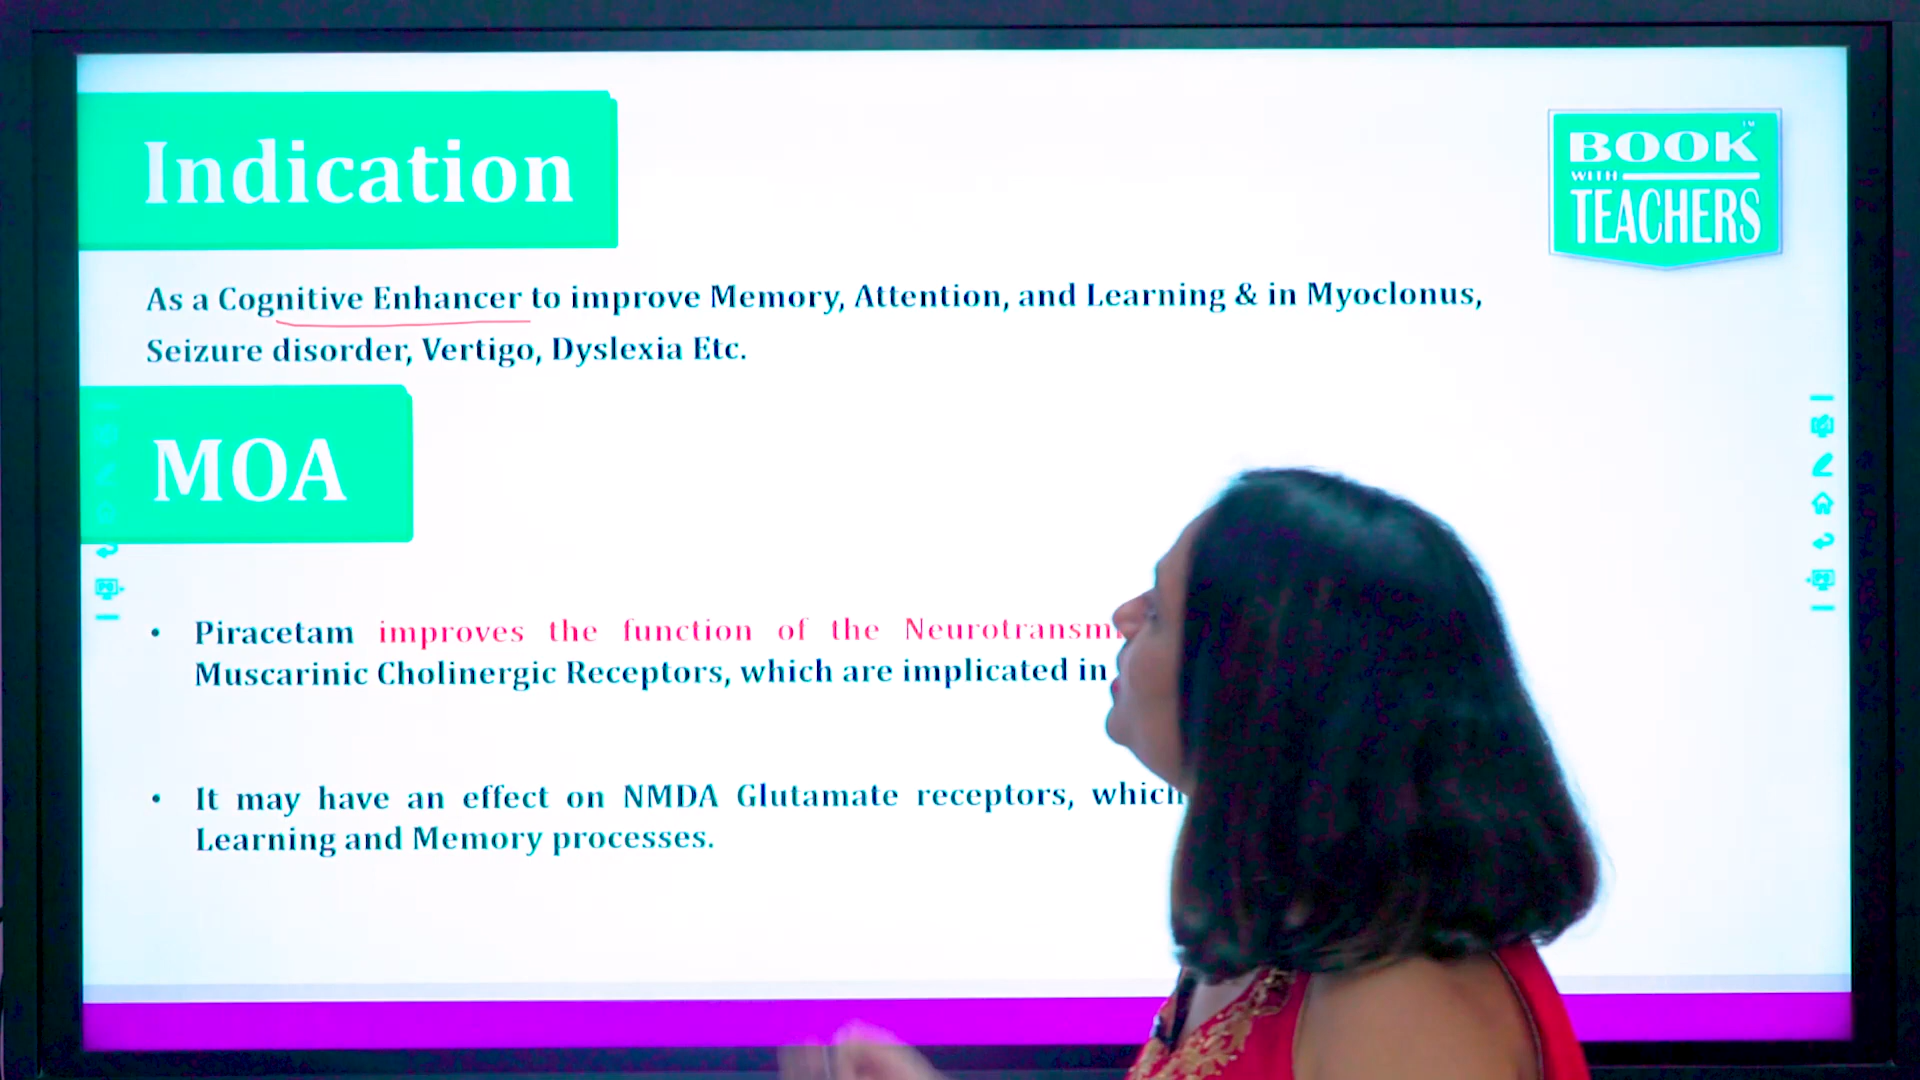 Indication
BOOK
WITH
TEACHERS
TM
As a Cognitive Enhancer to improve Memory, Attention, and Learning & in Myoclonus,
Seizure disorder, Vertigo, Dyslexia Etc.
MOA
• Piracetam improves the function of the
Muscarinic Cholinergic Receptors, which are implicated in
• It may have an effect on NMDA Glutamate receptors, which
Learning and Memory processes.